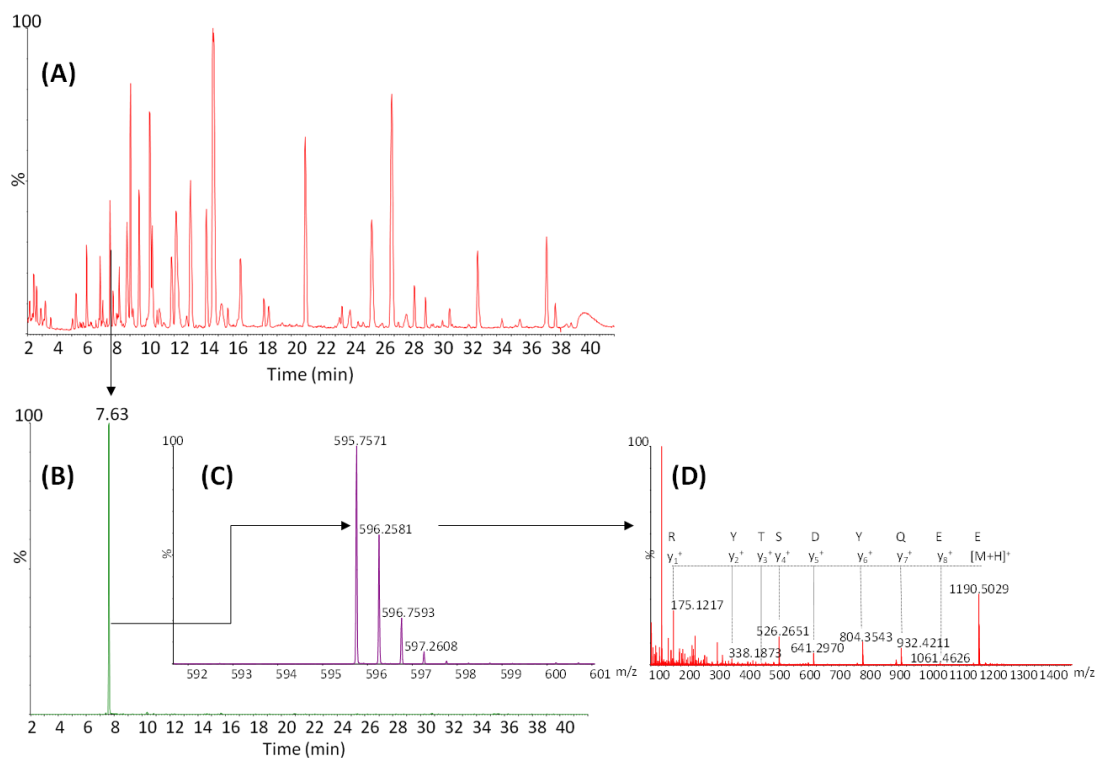 100
(A)
%
2 4 6 8 10 12 14 16 18 20 22 24 26 28 30 32 34 36 38 40
Time (min)
100
7.63
(B)
%
2 4 6 8 10 12 14 16 18 20 22 24 26 28 30 32 34 36 38 40
Time (min)
100
595.7571
(C)
596.2581
%
596.7593
597.2608
592 593 594 595 596 597 598 599 600 601 m/z
100
(D)
R Y T S D Y Q E E
y1+ y2+ y3+ y4+ y5+ y6+ y7+ y8+ [M+H]+
%
1190.5029
175.1217
526.2651
804.3543
932.4211
338.1873
641.2970
1061.4626
100 200 300 400 500 600 700 800 900 1000 1100 1200 1300 1400 m/z